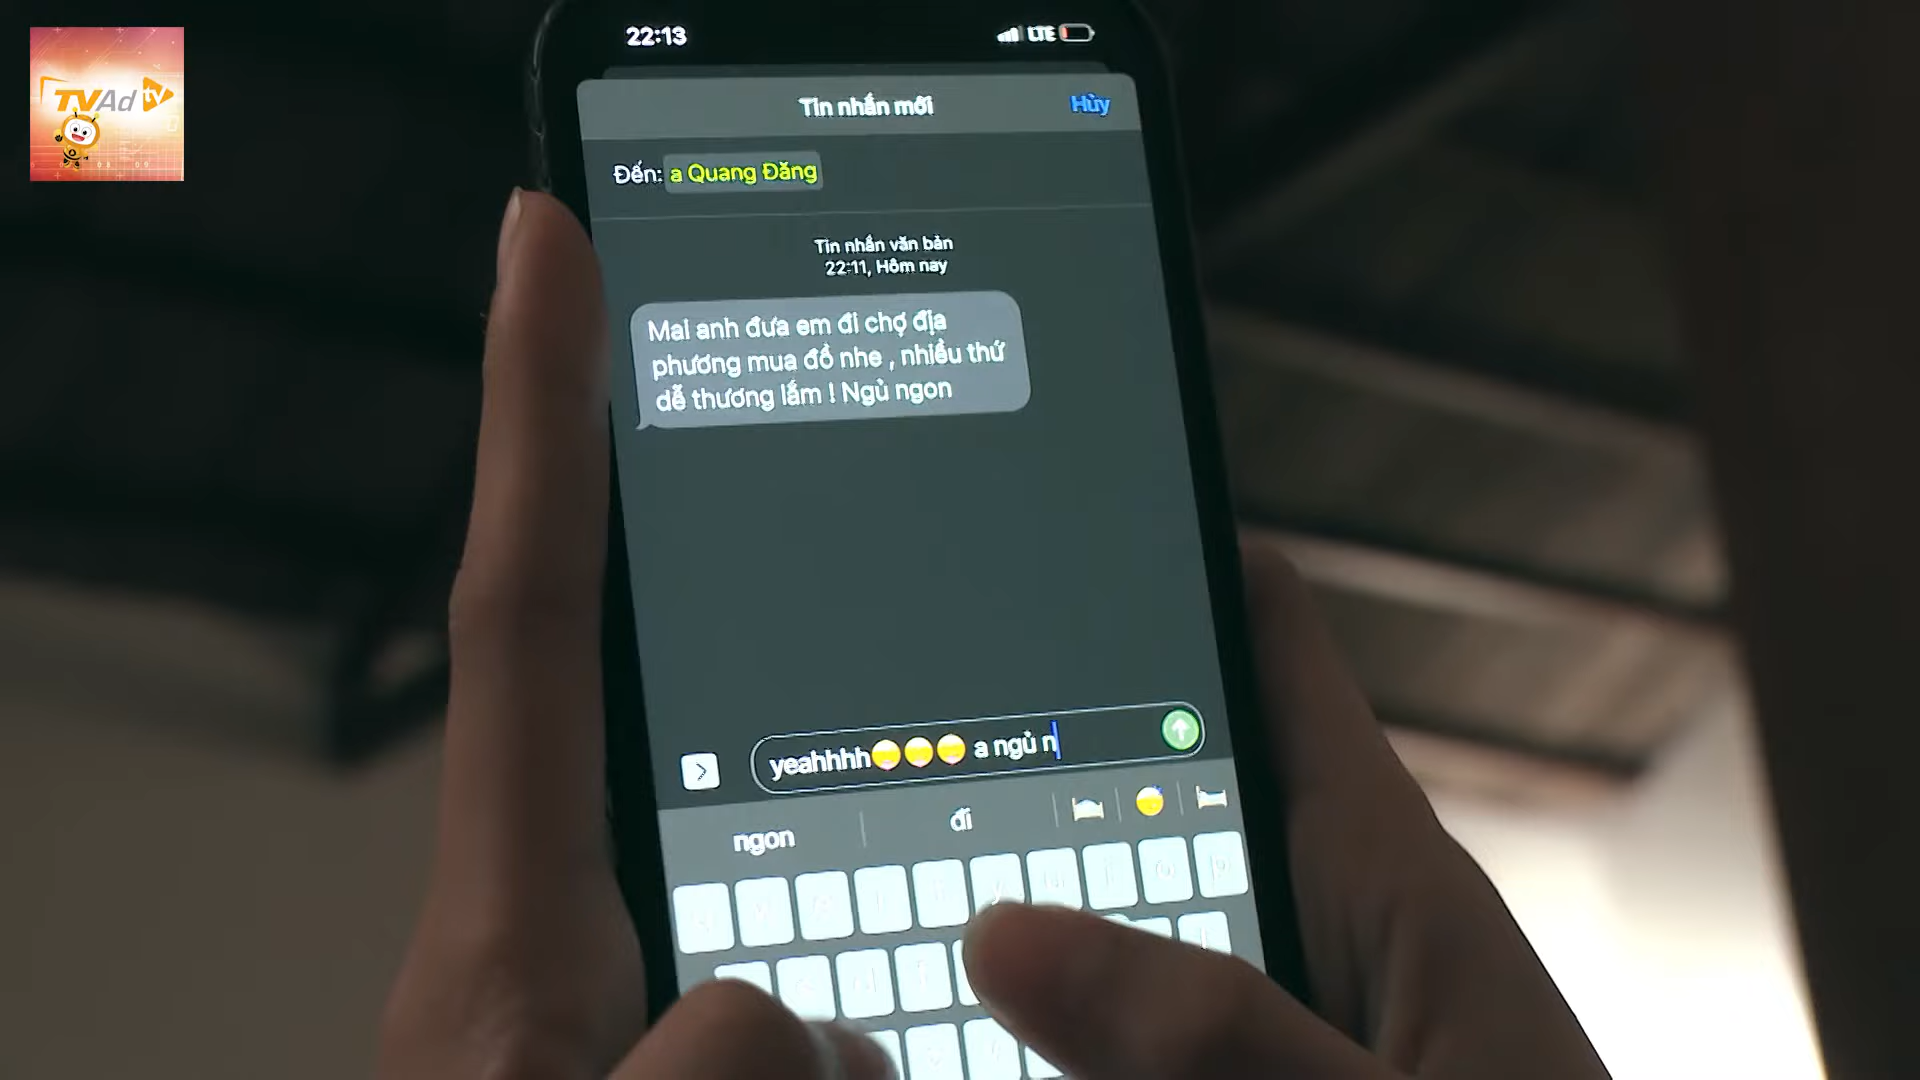 TVAd tv
22:13 LTE
Tin nhắn mới Hủy
Đến: a Quang Đăng
Tin nhắn văn bản
22:11, Hôm nay
Mai anh đưa em đi chợ địa
phương mua đồ nhe , nhiều thứ
dễ thương lắm ! Ngủ ngon
yeahhhh😁😁😁 a ngủ n
ngon đi